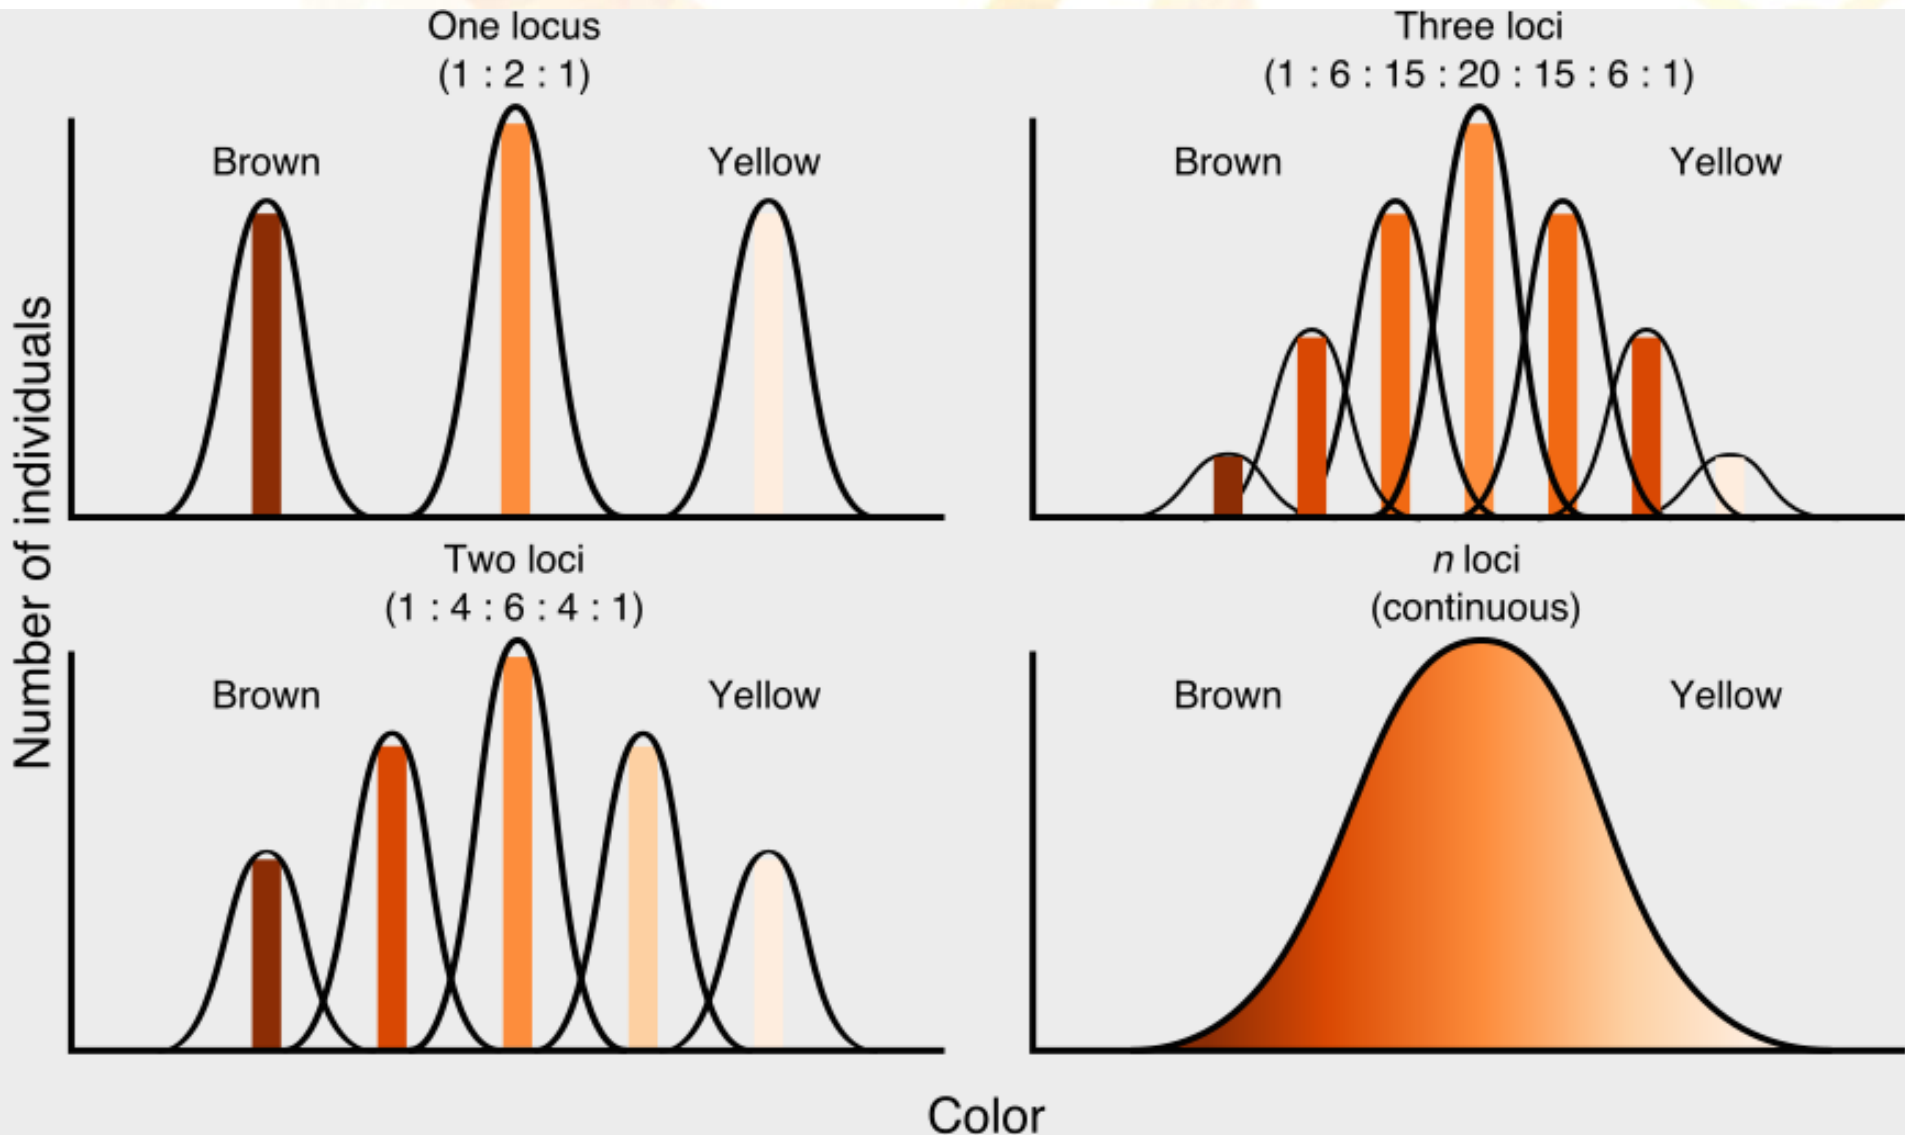 One locus
(1 : 2 : 1)
Brown
Yellow
Three loci
(1 : 6 : 15 : 20 : 15 : 6 : 1)
Brown
Yellow
Number of individuals
Two loci
(1 : 4 : 6 : 4 : 1)
Brown
Yellow
n loci
(continuous)
Brown
Yellow
Color